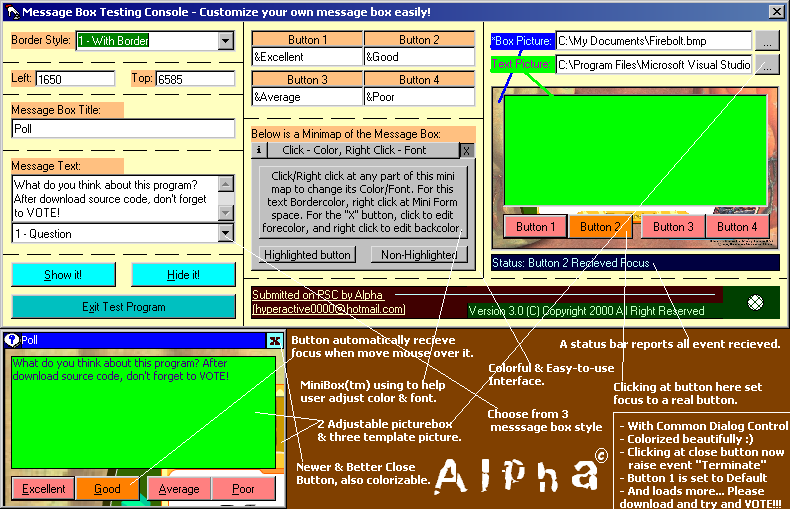 Message Box Testing Console - Customize your own message box easily!
Border Style: 1 - With Border
Left: 1650 Top: 6585
Message Box Title:
Poll
Message Text:
What do you think about this program?
After download source code, don't forget
to VOTE!
1 - Question
Show it! Hide it!
Exit Test Program
Button 1 Button 2
&Excellent &Good
Button 3 Button 4
&Average &Poor
Below is a Minimap of the Message Box:
i Click - Color, Right Click - Font X
Click/Right click at any part of this mini
map to change its Color/Font. For this
text Bordercolor, right click at Mini Form
space. For the "X" button, click to edit
forecolor, and right click to edit backcolor.
Highlighted button Non-Highlighted
*Box Picture: C:\My Documents\Firebolt.bmp ...
Text Picture: C:\Program Files\Microsoft Visual Studio ...
Button 1 Button 2 Button 3 Button 4
Status: Button 2 Recieved Focus
Submitted on PSC by Alpha
(hyperactive0000@hotmail.com)
Version 3.0 (C) Copyright 2000 All Right Reserved
Poll x
What do you think about this program? After
download source code, don't forget to VOTE!
Excellent Good Average Poor
Button automatically recieve
focus when move mouse over it.
MiniBox(tm) using to help
user adjust color & font.
2 Adjustable picturebox
& three template picture.
Newer & Better Close
Button, also colorizable.
Colorful & Easy-to-use
Interface.
Choose from 3
messsage box style
Alpha©
A status bar reports all event recieved.
Clicking at button here set
focus to a real button.
- With Common Dialog Control
- Colorized beautifully :)
- Clicking at close button now
raise event "Terminate"
- Button 1 is set to Default
- And loads more... Please
download and try and VOTE!!!